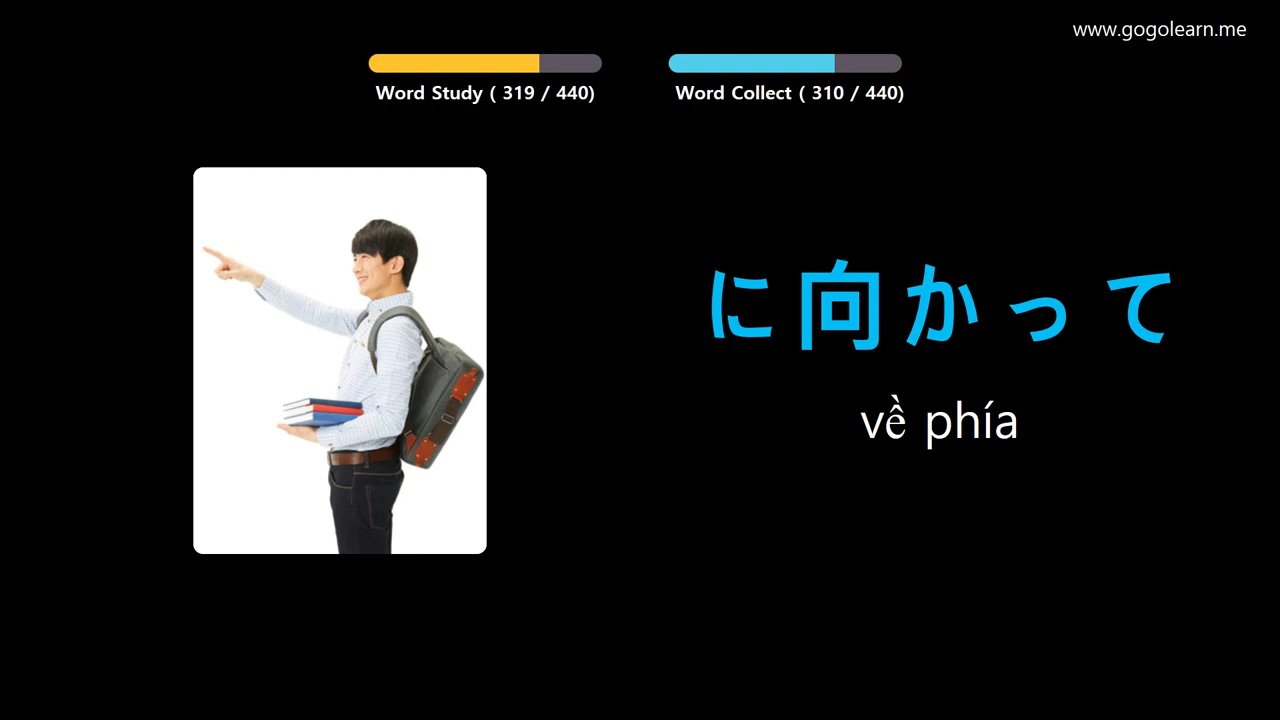 www.gogolearn.me
Word Study ( 319 / 440)
Word Collect ( 310 / 440)
に向かって
về phía